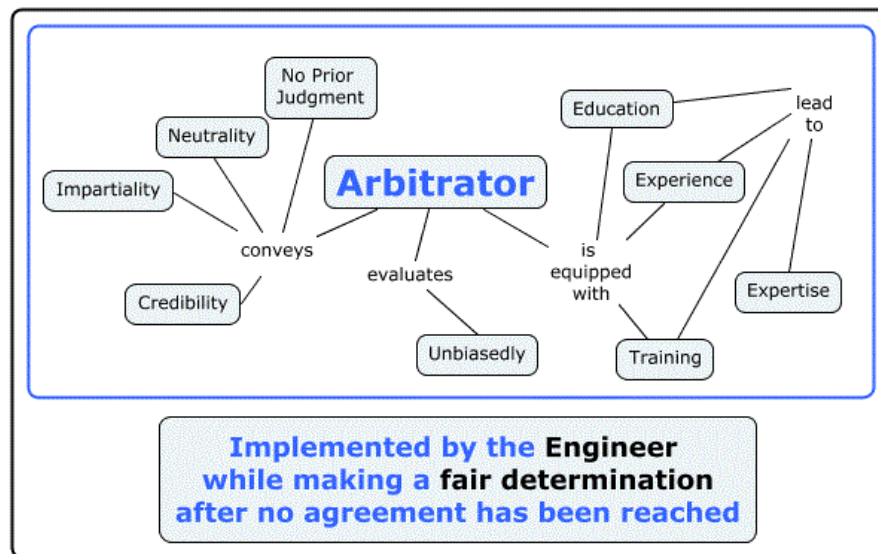 No Prior
Judgment
Education
lead
to
Neutrality
Arbitrator
Experience
Impartiality
conveys
is
equipped
with
evaluates
Credibility
Expertise
Unbiasedly
Training
Implemented by the Engineer
while making a fair determination
after no agreement has been reached